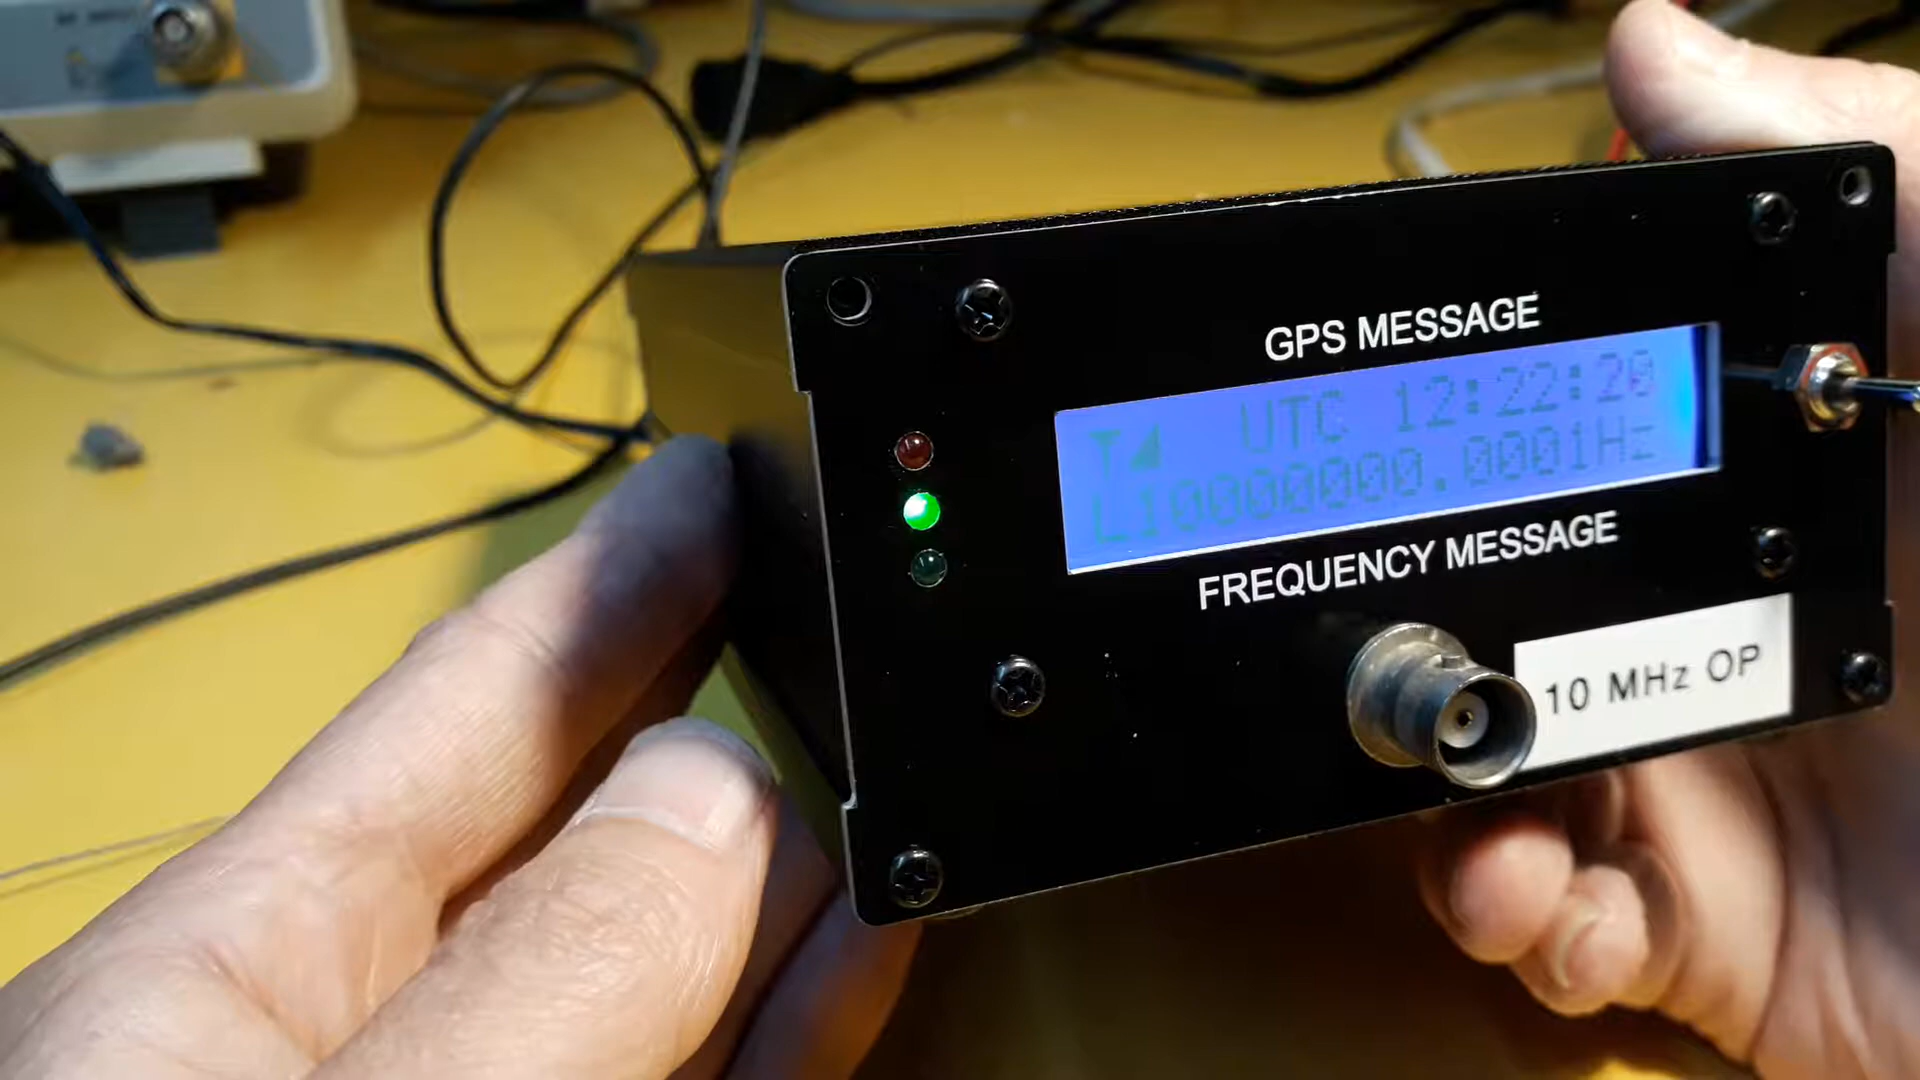 GPS MESSAGE
UTC 12:22:20
L10000000.0001Hz
FREQUENCY MESSAGE
10 MHz OP